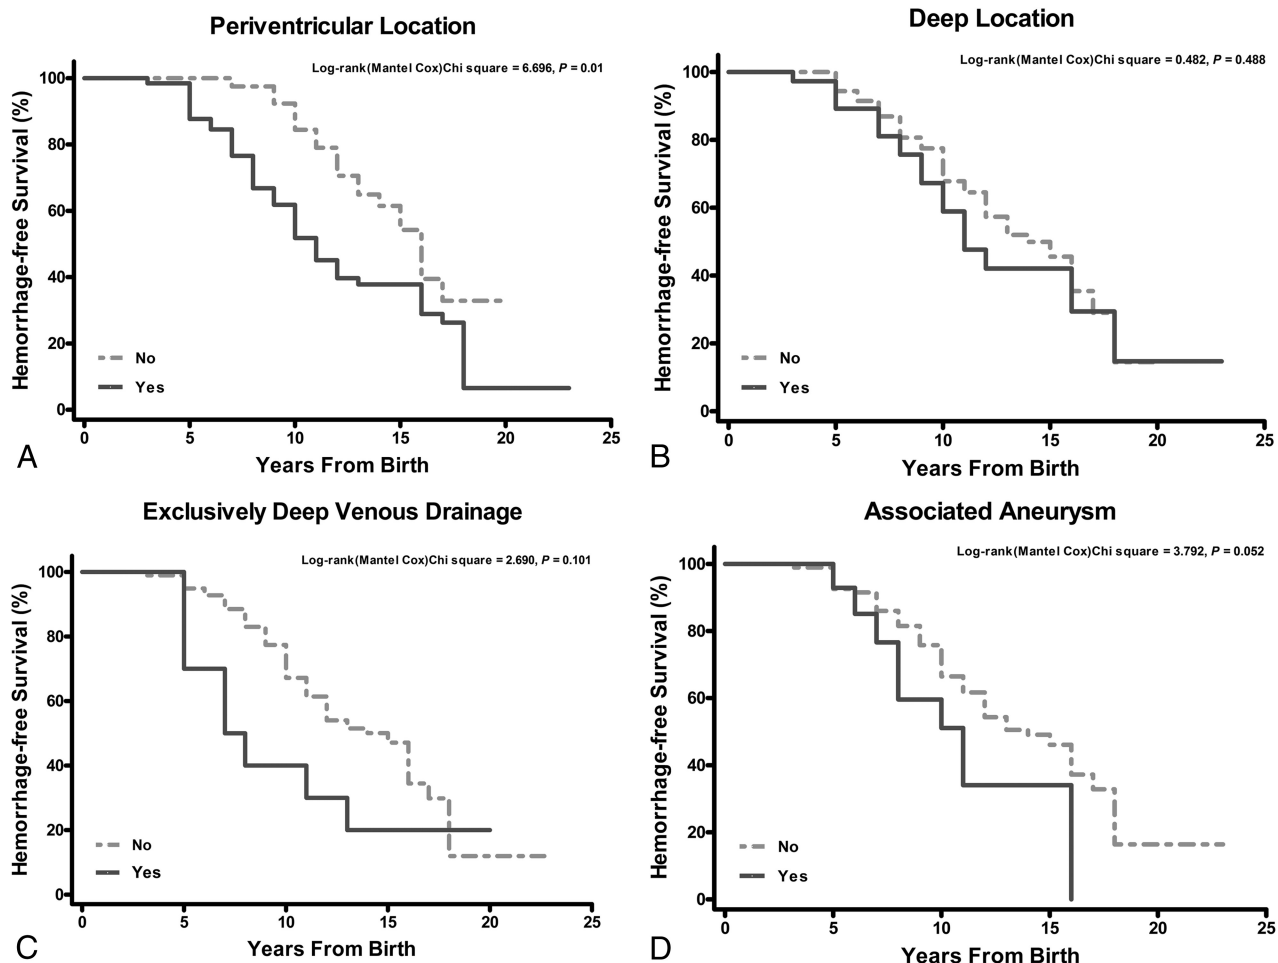 Periventricular Location
Log-rank(Mantel Cox)Chi square = 6.696, P = 0.01
Hemorrhage-free Survival (%)
100
80
60
40
20
0
No
Yes
0 5 10 15 20 25
Years From Birth
A
Deep Location
Log-rank(Mantel Cox)Chi square = 0.482, P = 0.488
Hemorrhage-free Survival (%)
100
80
60
40
20
0
No
Yes
0 5 10 15 20 25
Years From Birth
B
Exclusively Deep Venous Drainage
Log-rank(Mantel Cox)Chi square = 2.690, P = 0.101
Hemorrhage-free Survival (%)
100
80
60
40
20
0
No
Yes
0 5 10 15 20 25
Years From Birth
C
Associated Aneurysm
Log-rank(Mantel Cox)Chi square = 3.792, P = 0.052
Hemorrhage-free Survival (%)
100
80
60
40
20
0
No
Yes
0 5 10 15 20 25
Years From Birth
D